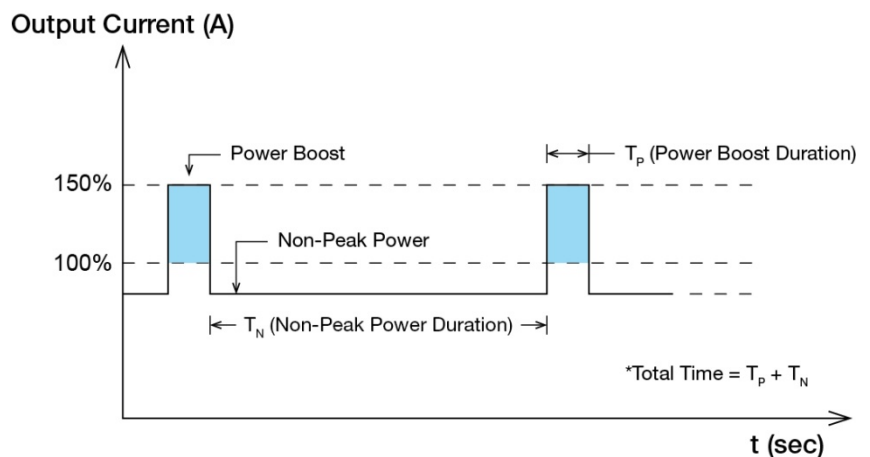 Output Current (A)
Power Boost
T_P (Power Boost Duration)
150%
Non-Peak Power
100%
T_N (Non-Peak Power Duration)
*Total Time = T_P + T_N
t (sec)